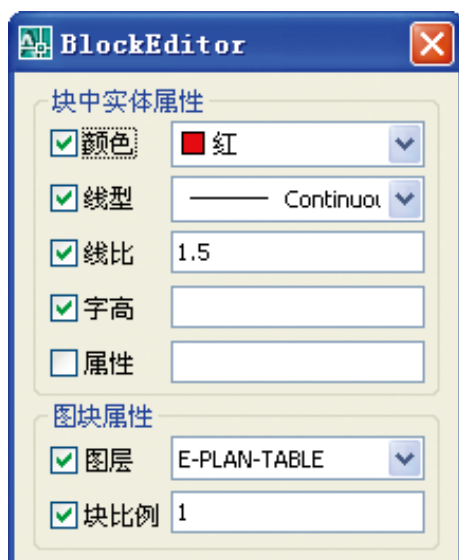 BlockEditor
块中实体属性
颜色 红
线型 Continuou
线比 1.5
字高
属性
图块属性
图层 E-PLAN-TABLE
块比例 1